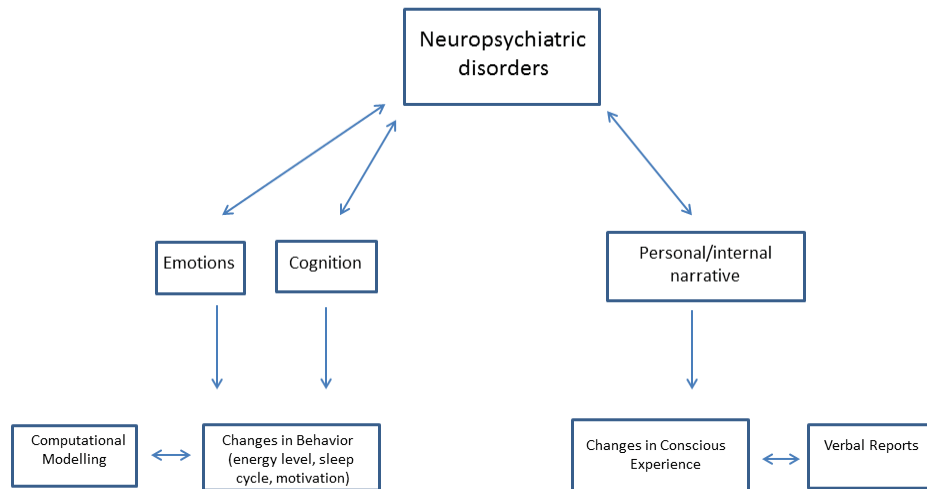 Neuropsychiatric
disorders
Emotions
Cognition
Personal/internal
narrative
Computational
Modelling
Changes in Behavior
(energy level, sleep
cycle, motivation)
Changes in Conscious
Experience
Verbal Reports